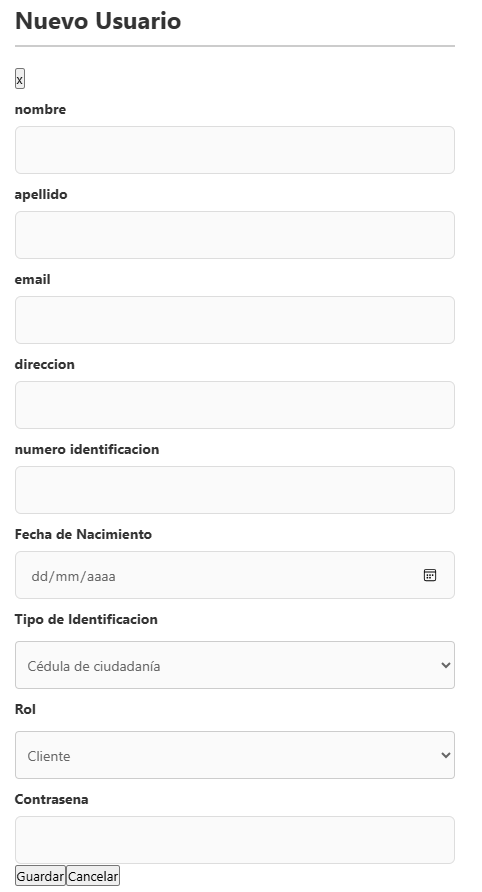 Nuevo Usuario
x
nombre
apellido
email
direccion
numero identificacion
Fecha de Nacimiento
dd/mm/aaaa
Tipo de Identificacion
Cédula de ciudadanía
Rol
Cliente
Contrasena
Guardar Cancelar